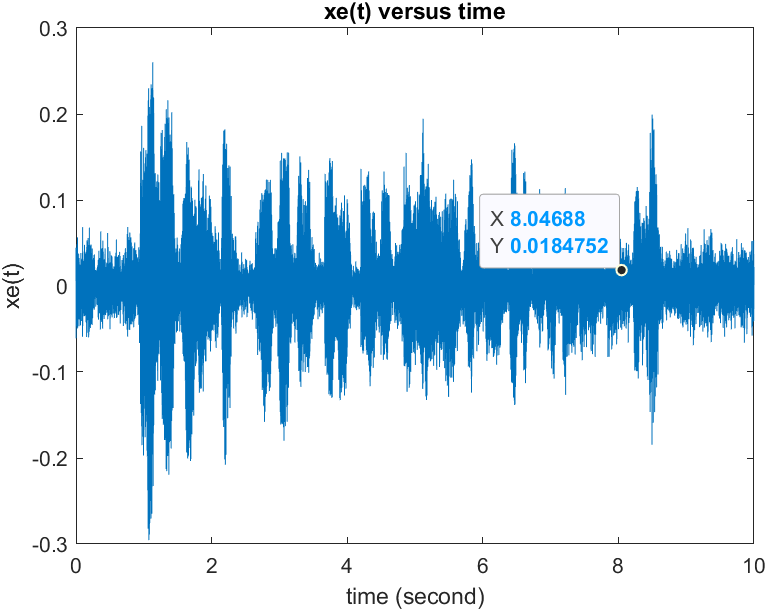 xe(t) versus time
0.3
0.2
0.1
0
-0.1
-0.2
-0.3
xe(t)
X 8.04688
Y 0.0184752
0 2 4 6 8 10
time (second)